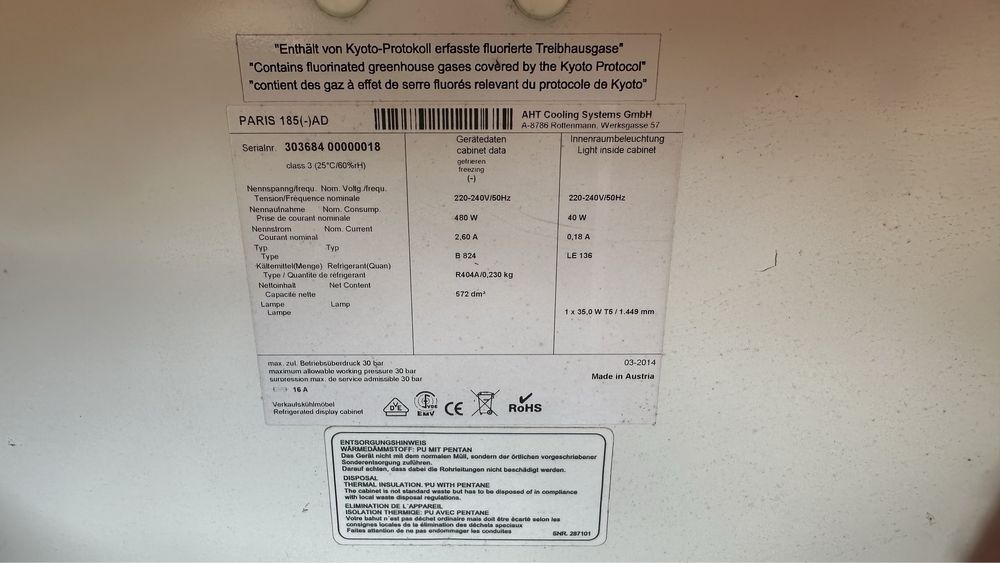 "Enthält von Kyoto-Protokoll erfasste fluorierte Treibhausgase"
"Contains fluorinated greenhouse gases covered by the Kyoto Protocol"
"contient des gaz à effet de serre fluorés relevant du protocole de Kyoto"
PARIS 185(-)AD
AHT Cooling Systems GmbH
A-8786 Rottenmann, Werksgasse 57
Serialnr. 303684 00000018
class 3 (25°C/60%rH)
Gerätedaten
cabinet data
gefrieren
freezing
(-)
Innenraumbeleuchtung
Light inside cabinet
Nennspanng/frequ. Nom. Voltg./frequ.
Tension/Fréquence nominale 220-240V/50Hz 220-240V/50Hz
Nennaufnahme Nom. Consump.
Prise de courant nominale 480 W 40 W
Nennstrom Nom. Current
Courant nominal 2,60 A 0,18 A
Typ Typ
Type B 824 LE 136
Kältemittel(Menge) Refrigerant(Quan)
Type / Quantite de réfrigerant R404A/0,230 kg
Nettoinhalt Net Content
Capacité nette 572 dm³
Lampe Lamp
Lampe 1 x 35,0 W T5 / 1.449 mm
max. zul. Betriebsüberdruck 30 bar
maximum allowable working pressure 30 bar
surpression max. de service admissible 30 bar
16 A
03-2014
Made in Austria
Verkaufskühlmöbel
Refrigerated display cabinet
DVE
VDE
EMV
CE
RoHS
ENTSORGUNGSHINWEIS
WÄRMEDÄMMSTOFF: PU MIT PENTAN
Das Gerät nicht mit dem normalen Müll, sondern der örtlichen vorgeschriebener
Sonderentsorgung zuführen.
Darauf achten, dass dabei die Rohrleitungen nicht beschädigt werden.
DISPOSAL
THERMAL INSULATION. PU WITH PENTANE
The cabinet is not standard waste but has to be disposed of in compliance
with local waste disposal regulations.
ELIMINATION DE L'APPAREIL
ISOLATION THERMIQE: PU AVEC PENTANE
Votre bahut n'est pas déchet ordinaire mais doit être écarté selon les
consignes locales de la élimination des déchets speciaux
Faites attention de ne pas endommager les conduites
SNR. 287101